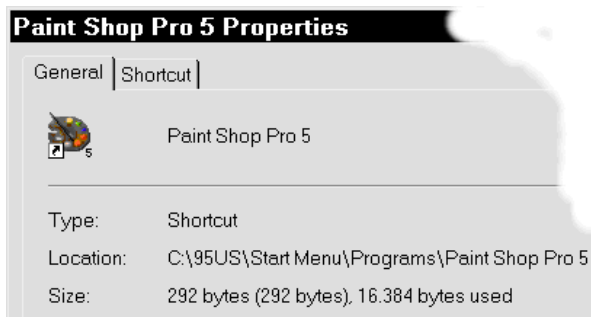 Paint Shop Pro 5 Properties
General Shortcut
5
Paint Shop Pro 5
Type: Shortcut
Location: C:\95US\Start Menu\Programs\Paint Shop Pro 5
Size: 292 bytes (292 bytes), 16.384 bytes used